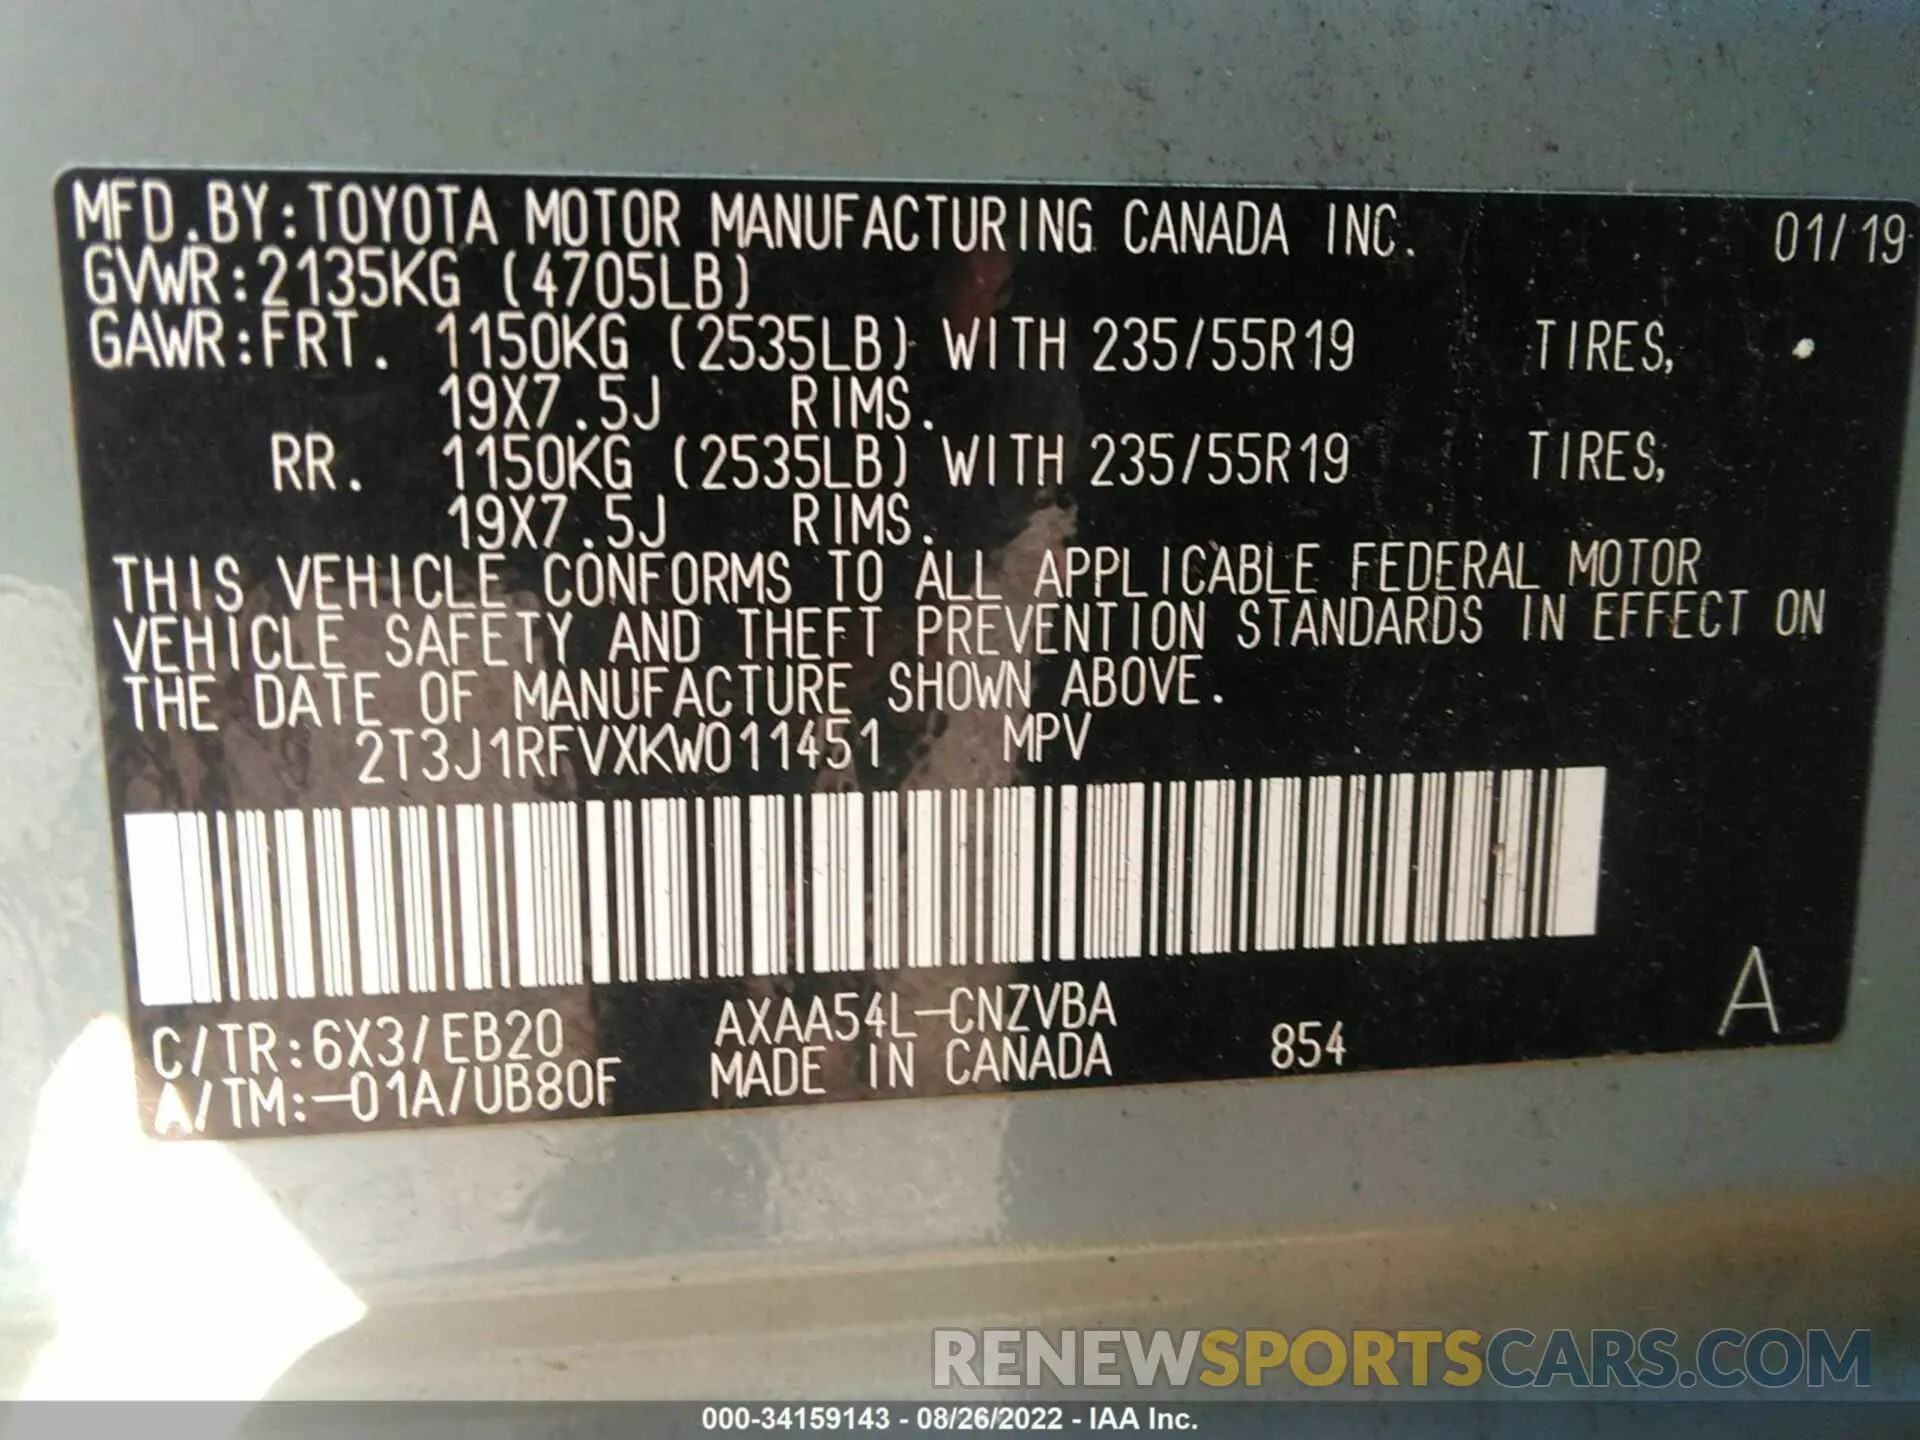 MFD.BY:TOYOTA MOTOR MANUFACTURING CANADA INC. 01/19
GVWR:2135KG (4705LB)
GAWR:FRT. 1150KG (2535LB) WITH 235/55R19 TIRES,
19X7.5J RIMS.
RR. 1150KG (2535LB) WITH 235/55R19 TIRES,
19X7.5J RIMS.
THIS VEHICLE CONFORMS TO ALL APPLICABLE FEDERAL MOTOR
VEHICLE SAFETY AND THEFT PREVENTION STANDARDS IN EFFECT ON
THE DATE OF MANUFACTURE SHOWN ABOVE.
2T3J1RFVXKW011451 MPV
A
C/TR:6X3/EB20 AXAA54L-CNZVBA
A/TM:-01A/UB80F MADE IN CANADA 854
RENEWSPORTSCARS.COM
000-34159143 - 08/26/2022 - IAA Inc.